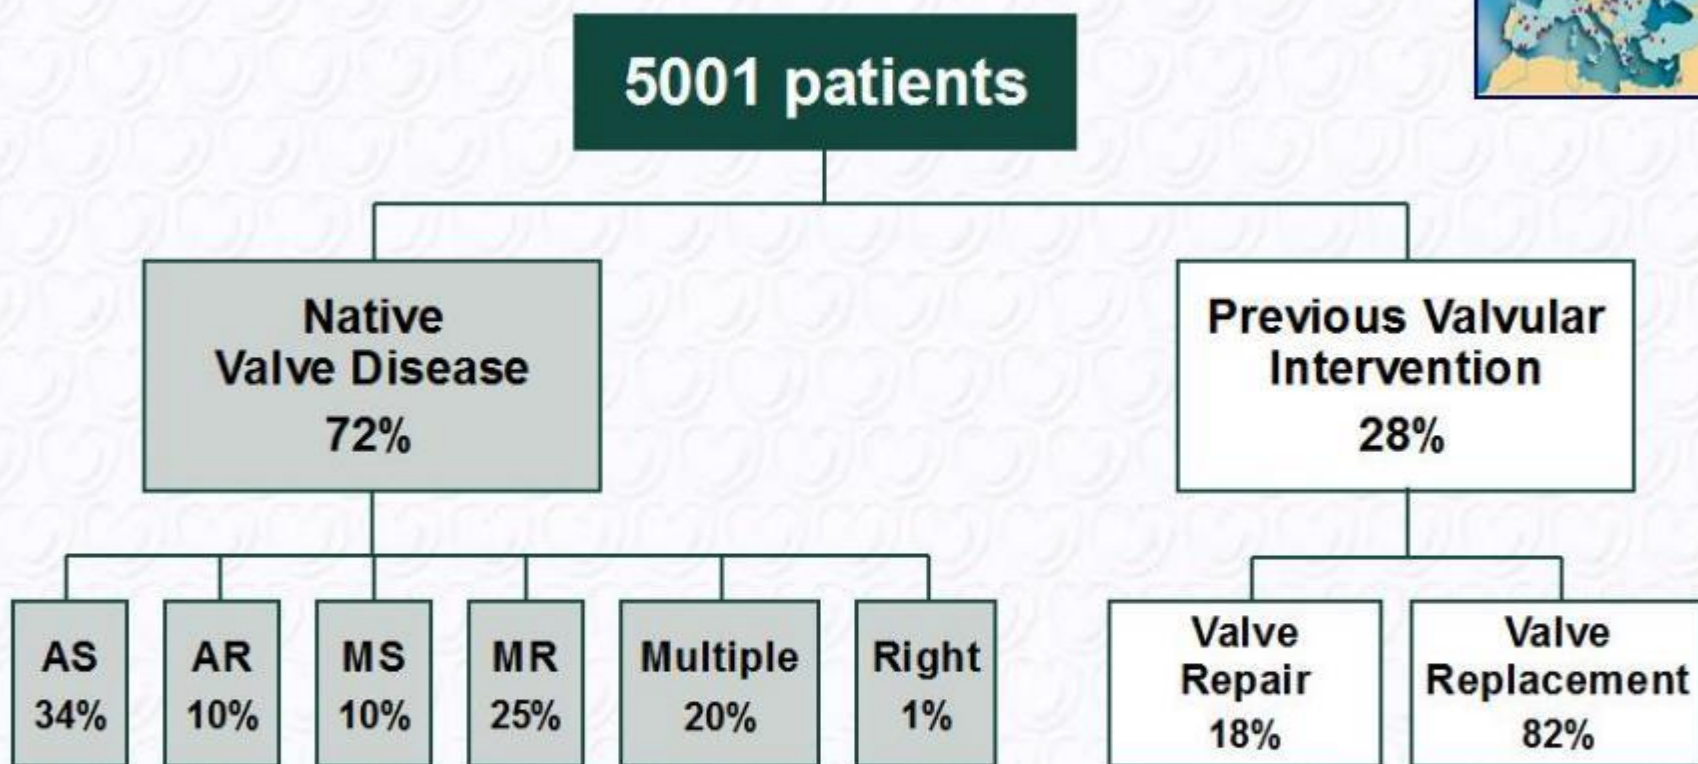 5001 patients
Native
Valve Disease
72%
Previous Valvular
Intervention
28%
AS
34%
AR
10%
MS
10%
MR
25%
Multiple
20%
Right
1%
Valve
Repair
18%
Valve
Replacement
82%